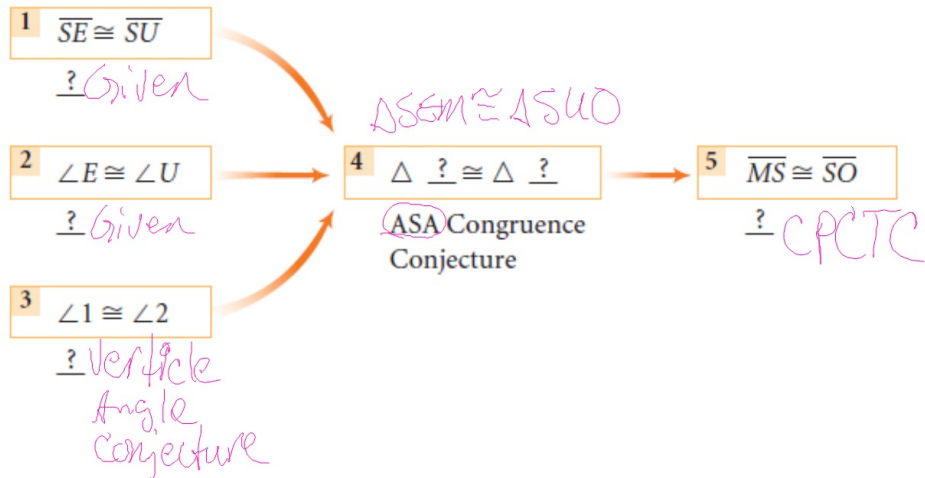 1 SE ≅ SU
? Given
ΔSEM ≅ ΔSUO
2 ∠E ≅ ∠U
? Given
4 △ ? ≅ △ ?
ASA Congruence
Conjecture
5 MS ≅ SO
? CPCTC
3 ∠1 ≅ ∠2
? Verticle
Angle
Conjecture